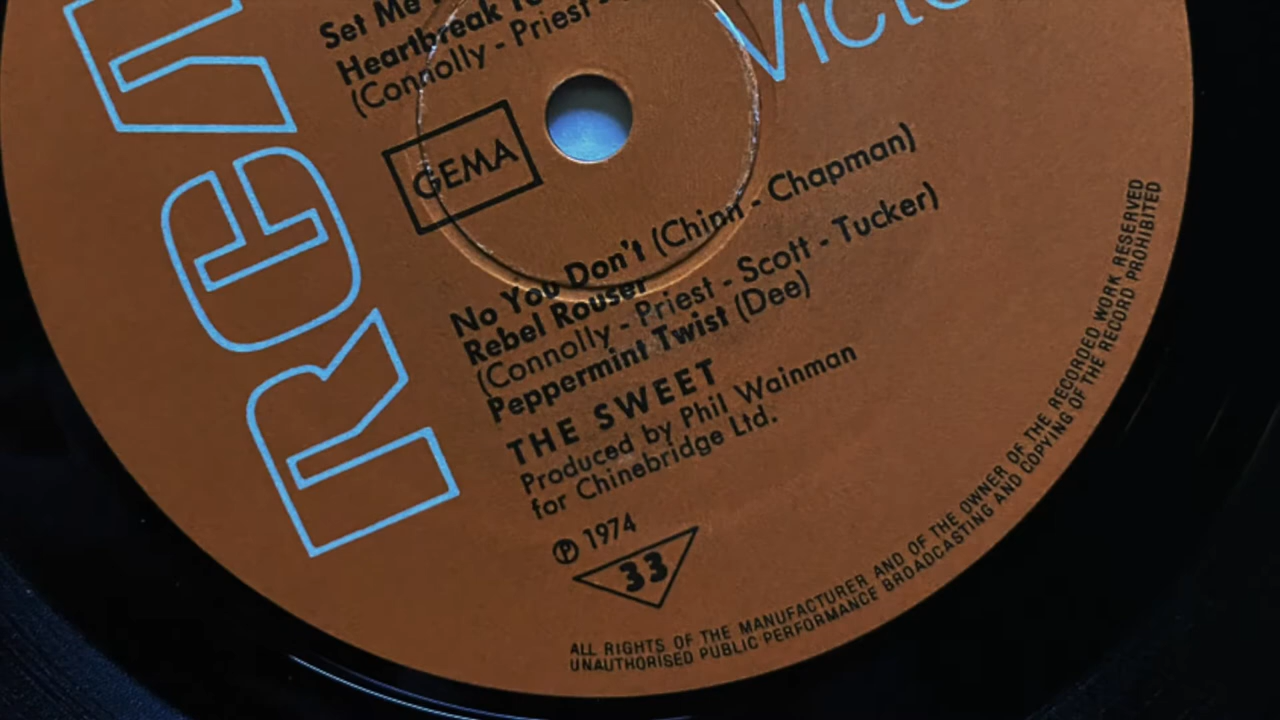 RCA
VICTO
Set Me
Heartbreak
(Connolly - Priest -
GEMA
No You Don't (Chinn - Chapman)
Rebel Rouser
(Connolly - Priest - Scott - Tucker)
Peppermint Twist (Dee)
THE SWEET
Produced by Phil Wainman
for Chinebridge Ltd.
℗ 1974
33
ALL RIGHTS OF THE MANUFACTURER AND OF THE OWNER OF THE RECORDED WORK RESERVED
UNAUTHORISED PUBLIC PERFORMANCE BROADCASTING AND COPYING OF THE RECORD PROHIBITED